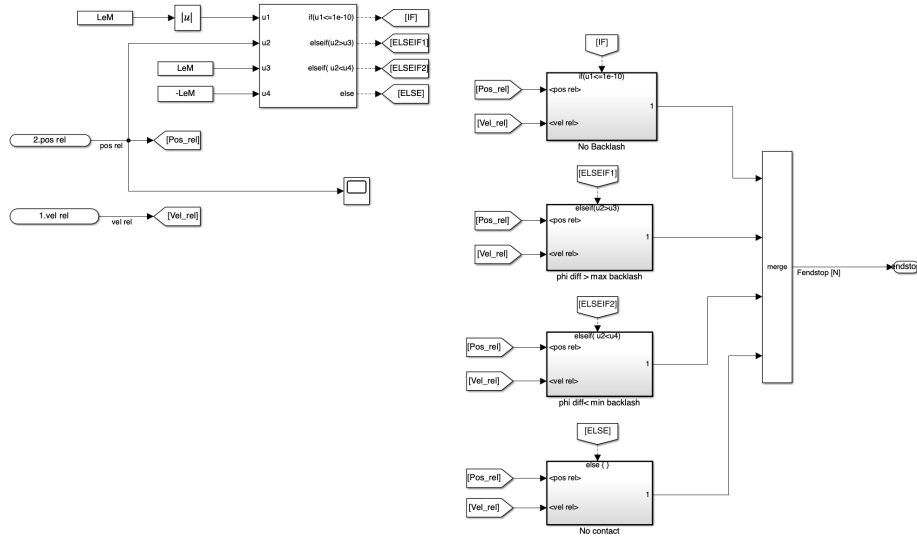 LeM
|u|
u1
if(u1<=1e-10)
[IF]
u2
elseif(u2>u3)
[ELSEIF1]
LeM
u3
elseif( u2<u4)
[ELSEIF2]
-LeM
u4
else
[ELSE]
2.pos rel
pos rel
[Pos_rel]
1.vel rel
vel rel
[Vel_rel]
[IF]
if(u1<=1e-10)
[Pos_rel]
<pos rel>
1
[Vel_rel]
<vel rel>
No Backlash
[ELSEIF1]
elseif(u2>u3)
[Pos_rel]
<pos rel>
1
[Vel_rel]
<vel rel>
phi diff > max backlash
[ELSEIF2]
elseif( u2<u4)
[Pos_rel]
<pos rel>
1
[Vel_rel]
<vel rel>
phi diff< min backlash
[ELSE]
else { }
[Pos_rel]
<pos rel>
1
[Vel_rel]
<vel rel>
No contact
merge
Fendstop [N]